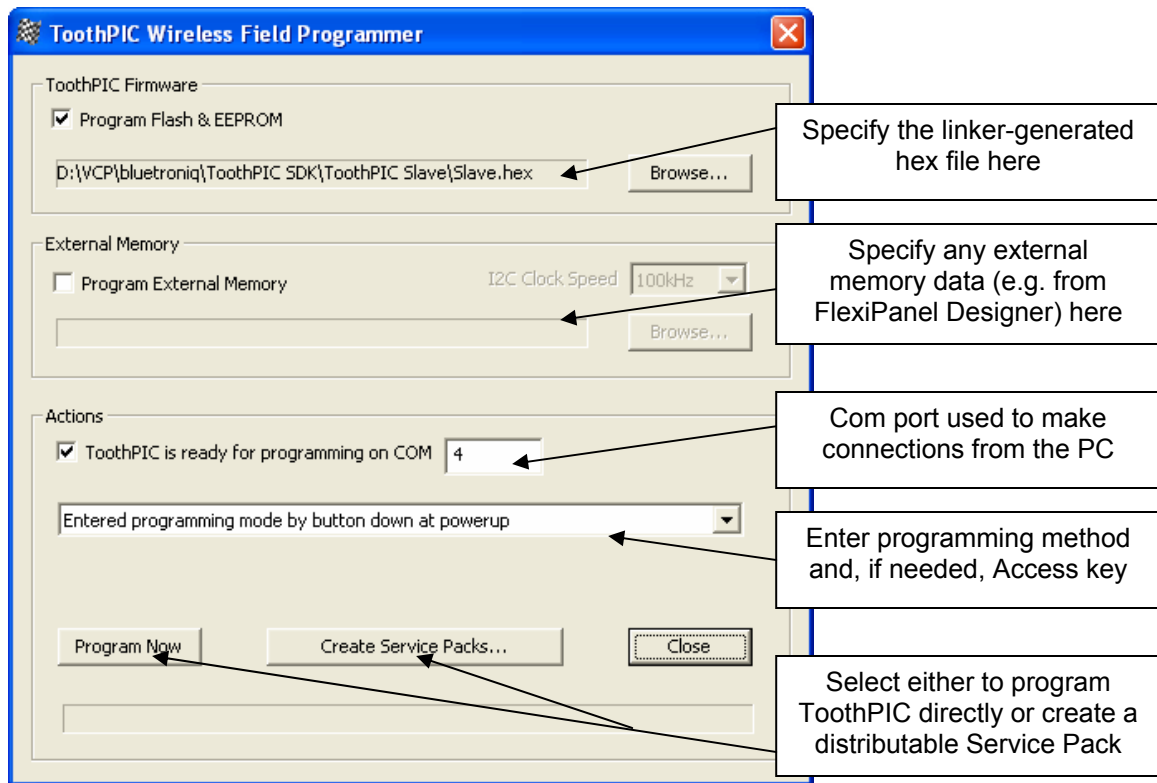 ToothPIC Wireless Field Programmer
ToothPIC Firmware
Program Flash & EEPROM
D:\VCP\bluetroniq\ToothPIC SDK\ToothPIC Slave\Slave.hex
Browse...
Specify the linker-generated
hex file here
External Memory
Program External Memory
I2C Clock Speed
100kHz
Browse...
Specify any external
memory data (e.g. from
FlexiPanel Designer) here
Actions
ToothPIC is ready for programming on COM
4
Com port used to make
connections from the PC
Entered programming mode by button down at powerup
Enter programming method
and, if needed, Access key
Program Now
Create Service Packs...
Close
Select either to program
ToothPIC directly or create a
distributable Service Pack